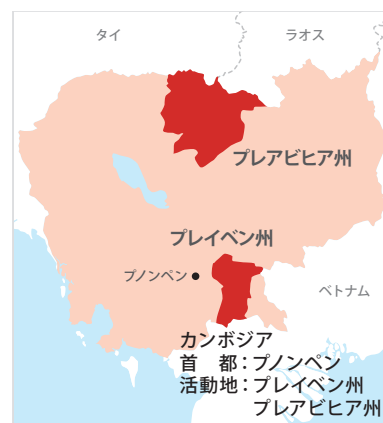 タイ
ラオス
プレアビヒア州
プレイベン州
プノンペン
ベトナム
カンボジア
首　都：プノンペン
活動地：プレイベン州
プレアビヒア州